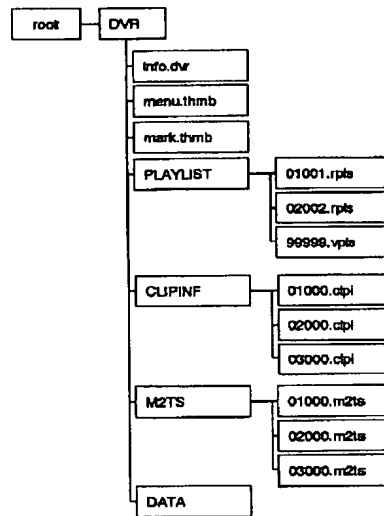 root
DVR
info.dvr
menu.thmb
mark.thmb
PLAYLIST
01001.rpls
02002.rpls
99999.vpls
CLIPINF
01000.clpi
02000.clpi
03000.clpi
M2TS
01000.m2ts
02000.m2ts
03000.m2ts
DATA